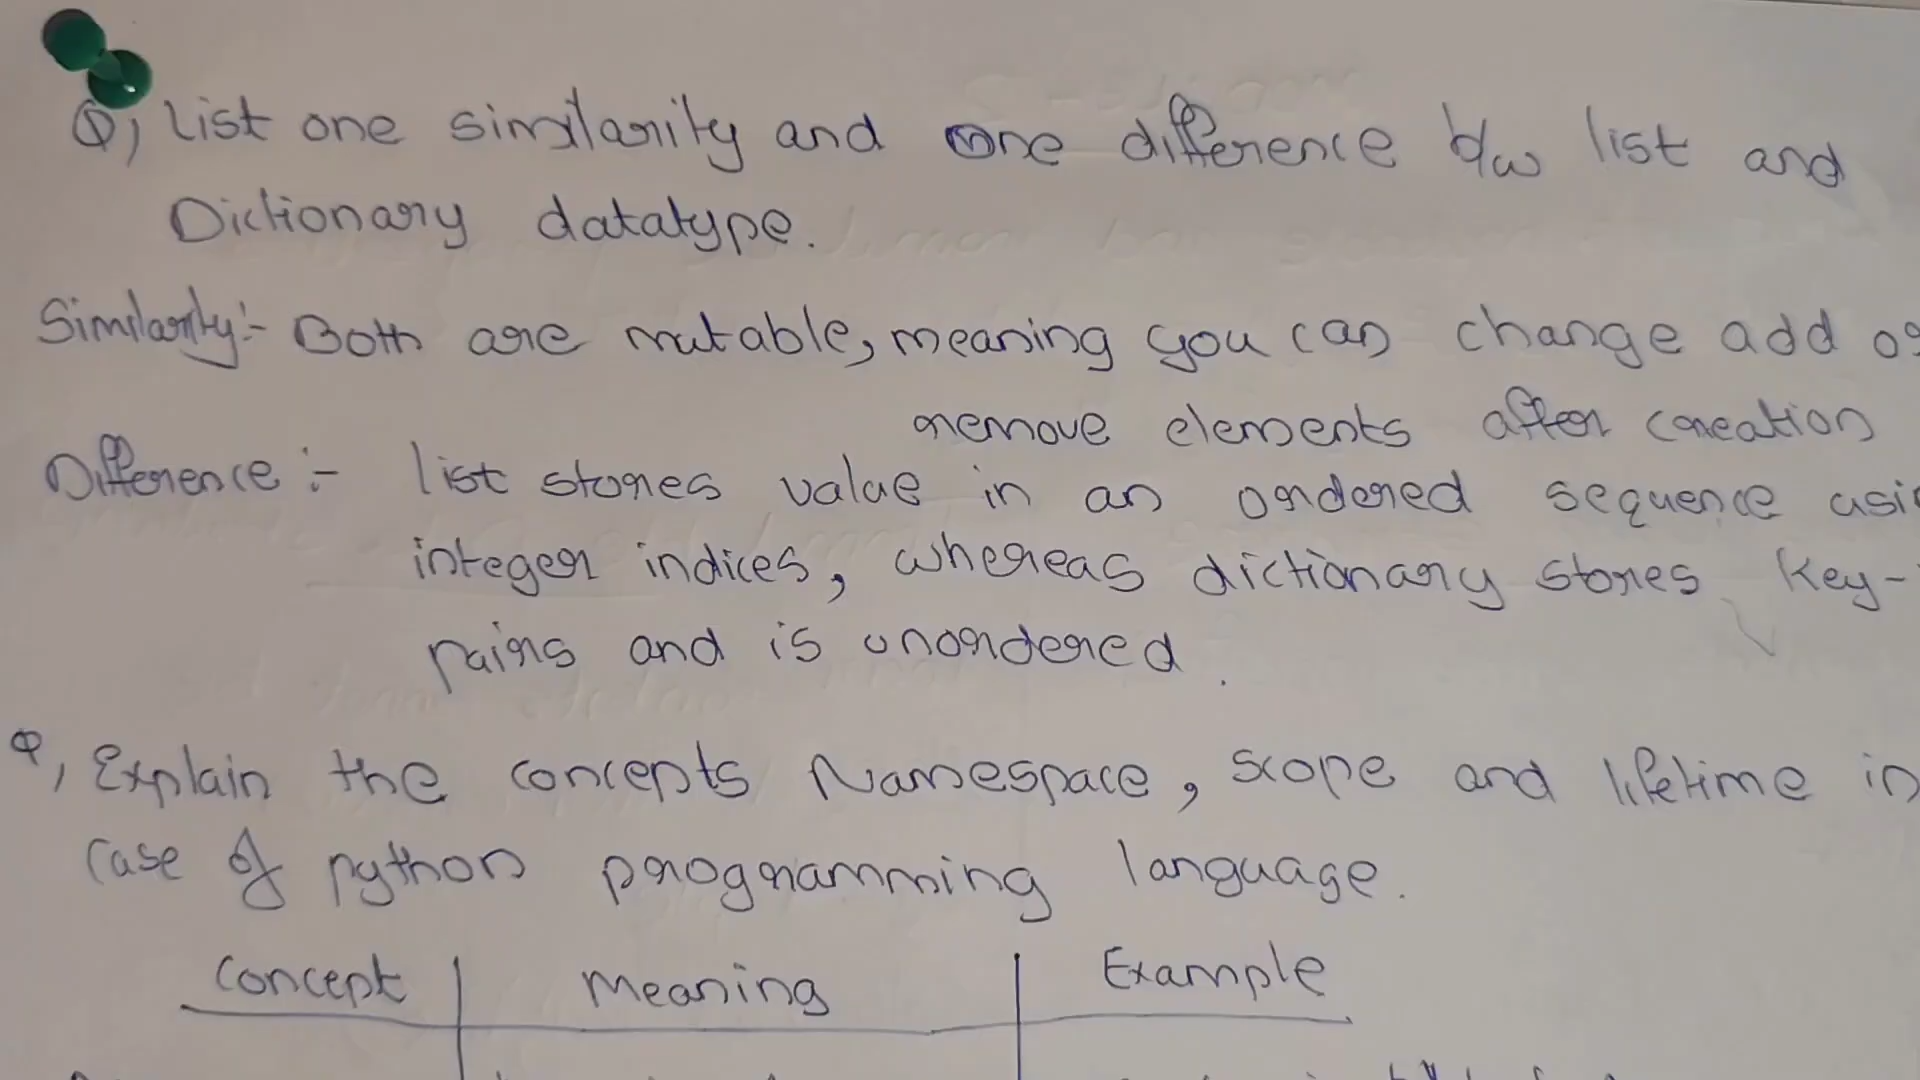 Q, List one similarity and one difference b/w list and
Dictionary datatype.
Similarity:- Both are mutable, meaning you can change add or
remove elements after creation
Difference :- list stores value in an ordered sequence usin
integer indices, whereas dictionary stores key-
pairs and is unordered.
Q, Explain the concepts Namespace, scope and lifetime in
case of python programming language.
Concept Meaning Example